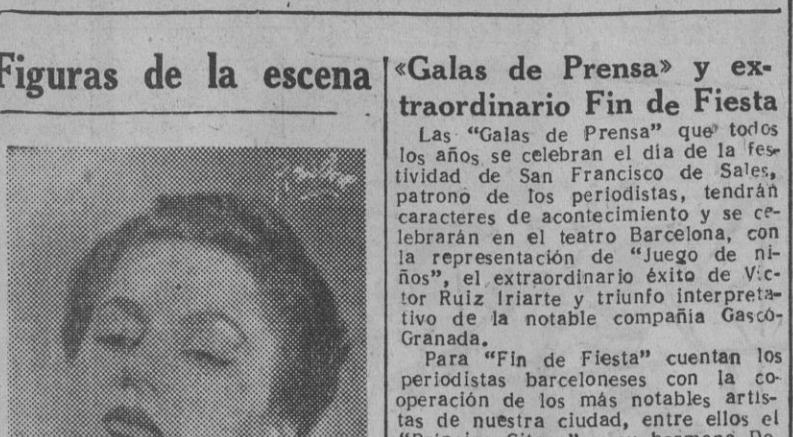 Figuras de la escena
«Galas de Prensa» y ex-
traordinario Fin de Fiesta
Las "Galas de Prensa" que todos
los años se celebran el dia de la fes-
tividad de San Francisco de Sales,
patrono de los periodistas, tendrán
caracteres de acontecimiento y se ce-
lebrarán en el teatro Barcelona, con
la representación de "Juego de ni-
ños", el extraordinario éxito de Víc-
tor Ruiz Iriarte y triunfo interpreta-
tivo de la notable compañia Gascó-
Granada.
Para "Fin de Fiesta" cuentan los
periodistas barceloneses con la co-
operación de los más notables artis-
tas de nuestra ciudad, entre ellos el